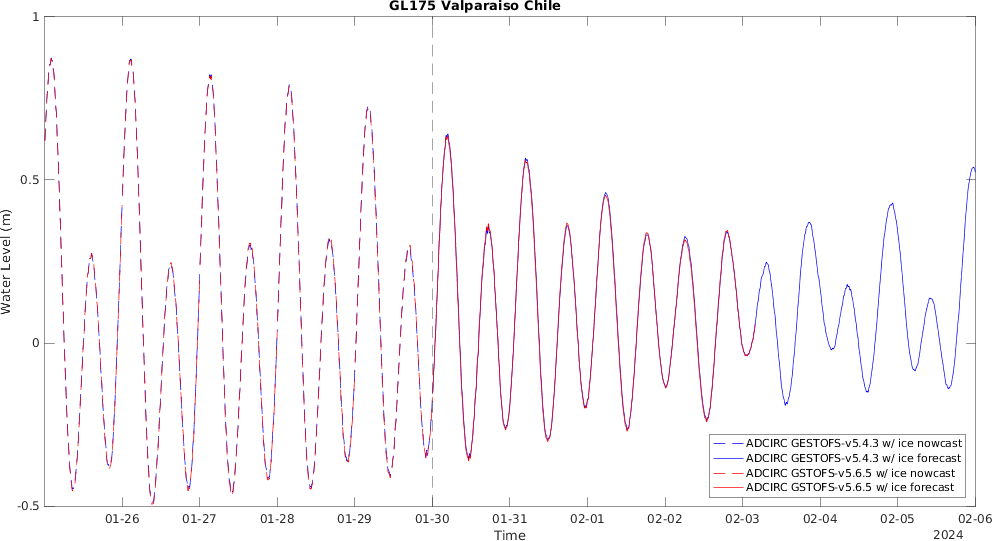 GL175 Valparaiso Chile
1
0.5
0
-0.5
Water Level (m)
01-26
01-27
01-28
01-29
01-30
01-31
02-01
02-02
02-03
02-04
02-05
02-06
2024
Time
ADCIRC GESTOFS-v5.4.3 w/ ice nowcast
ADCIRC GESTOFS-v5.4.3 w/ ice forecast
ADCIRC GSTOFS-v5.6.5 w/ ice nowcast
ADCIRC GSTOFS-v5.6.5 w/ ice forecast